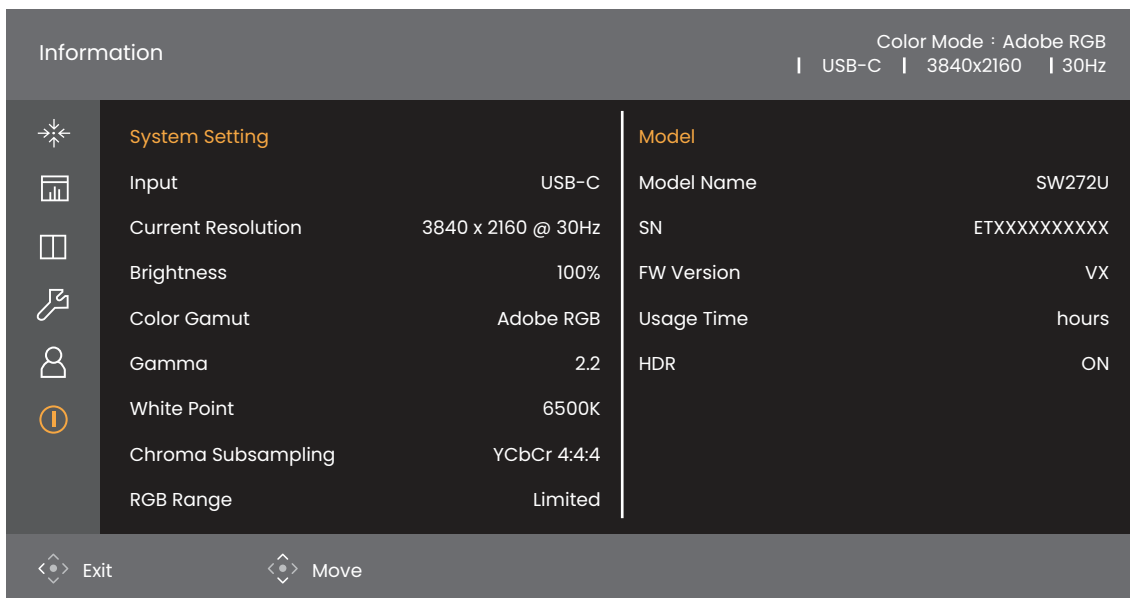 Information
Color Mode : Adobe RGB
USB-C 3840x2160 30Hz
System Setting
Input USB-C
Current Resolution 3840 x 2160 @ 30Hz
Brightness 100%
Color Gamut Adobe RGB
Gamma 2.2
White Point 6500K
Chroma Subsampling YCbCr 4:4:4
RGB Range Limited
Model
Model Name SW272U
SN ETXXXXXXXXXX
FW Version VX
Usage Time hours
HDR ON
Exit Move